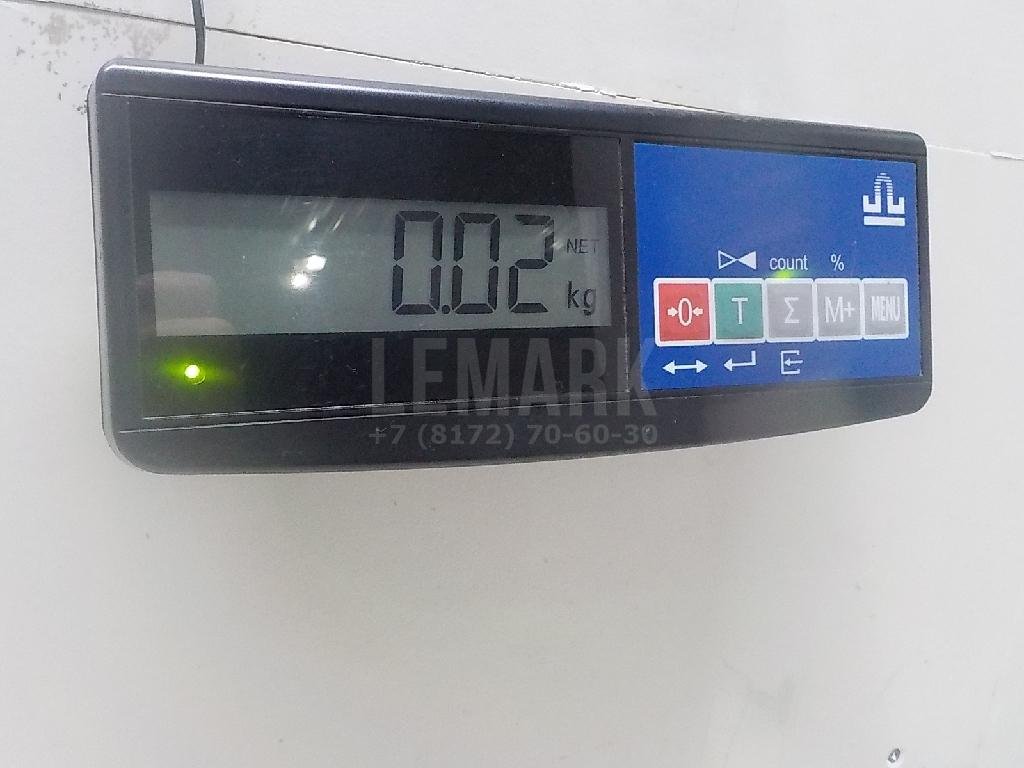 0.02 NET
kg
count %
→0← T Σ M+ MENU
LEMARK
+7 (8172) 70-60-30